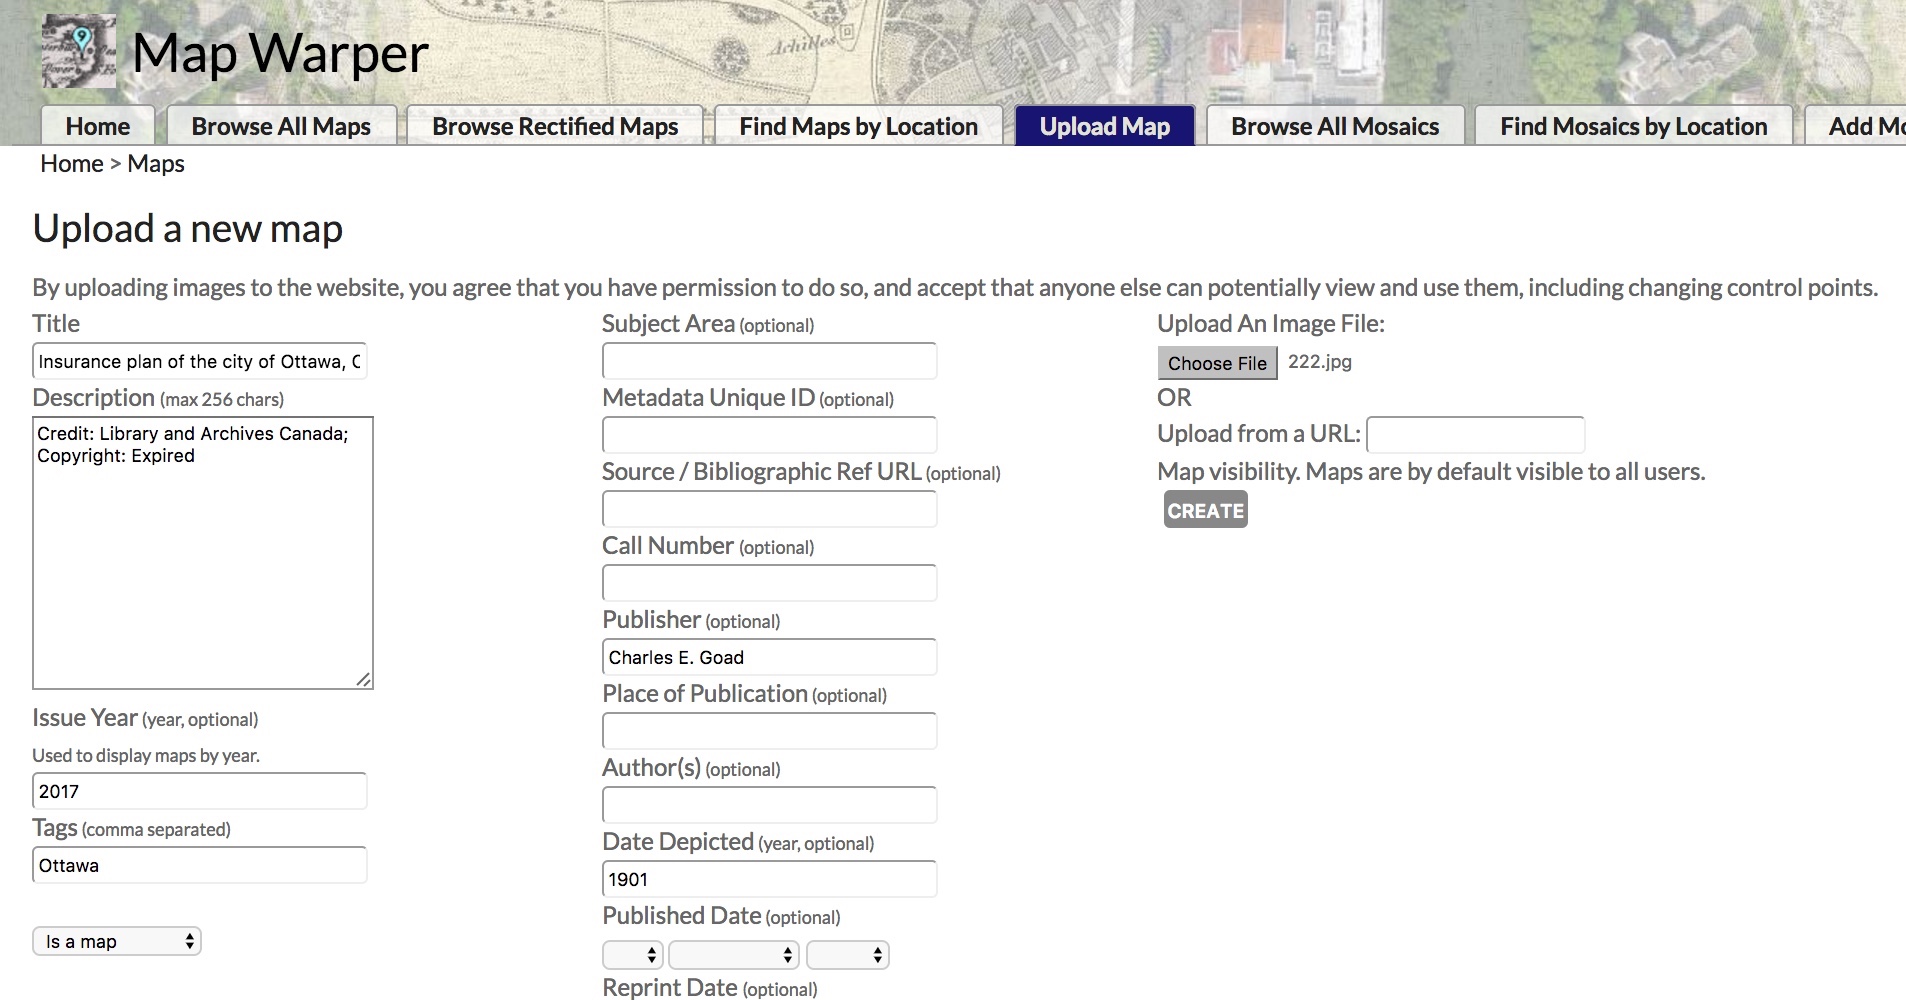 Map Warper
Achilles
Home
Browse All Maps
Browse Rectified Maps
Find Maps by Location
Upload Map
Browse All Mosaics
Find Mosaics by Location
Add Mo
Home > Maps
Upload a new map
By uploading images to the website, you agree that you have permission to do so, and accept that anyone else can potentially view and use them, including changing control points.
Title
Insurance plan of the city of Ottawa, C
Description (max 256 chars)
Credit: Library and Archives Canada;
Copyright: Expired
Issue Year (year, optional)
Used to display maps by year.
2017
Tags (comma separated)
Ottawa
Is a map
Subject Area (optional)
Metadata Unique ID (optional)
Source / Bibliographic Ref URL (optional)
Call Number (optional)
Publisher (optional)
Charles E. Goad
Place of Publication (optional)
Author(s) (optional)
Date Depicted (year, optional)
1901
Published Date (optional)
Reprint Date (optional)
Upload An Image File:
Choose File 222.jpg
OR
Upload from a URL:
Map visibility. Maps are by default visible to all users.
CREATE